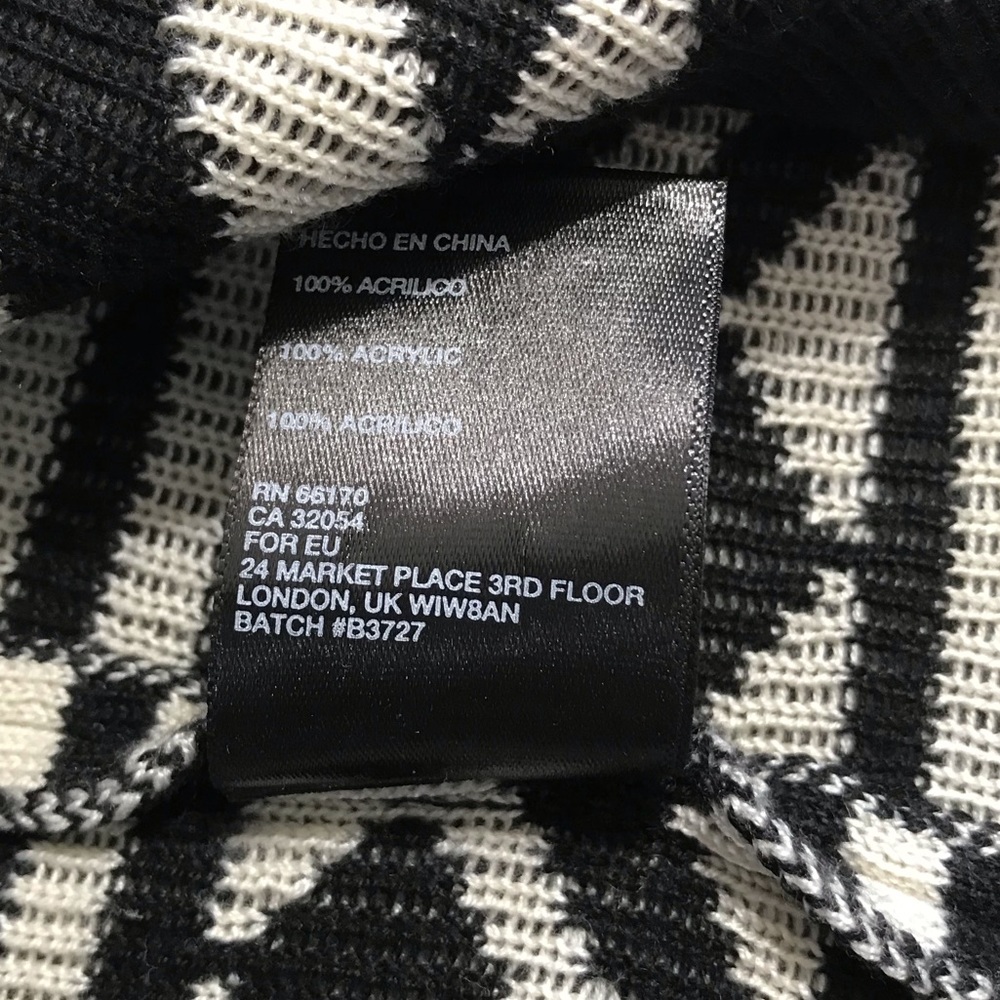 HECHO EN CHINA
100% ACRILICO
100% ACRYLIC
100% ACRILICO
RN 66170
CA 32054
FOR EU
24 MARKET PLACE 3RD FLOOR
LONDON, UK WIW8AN
BATCH #B3727